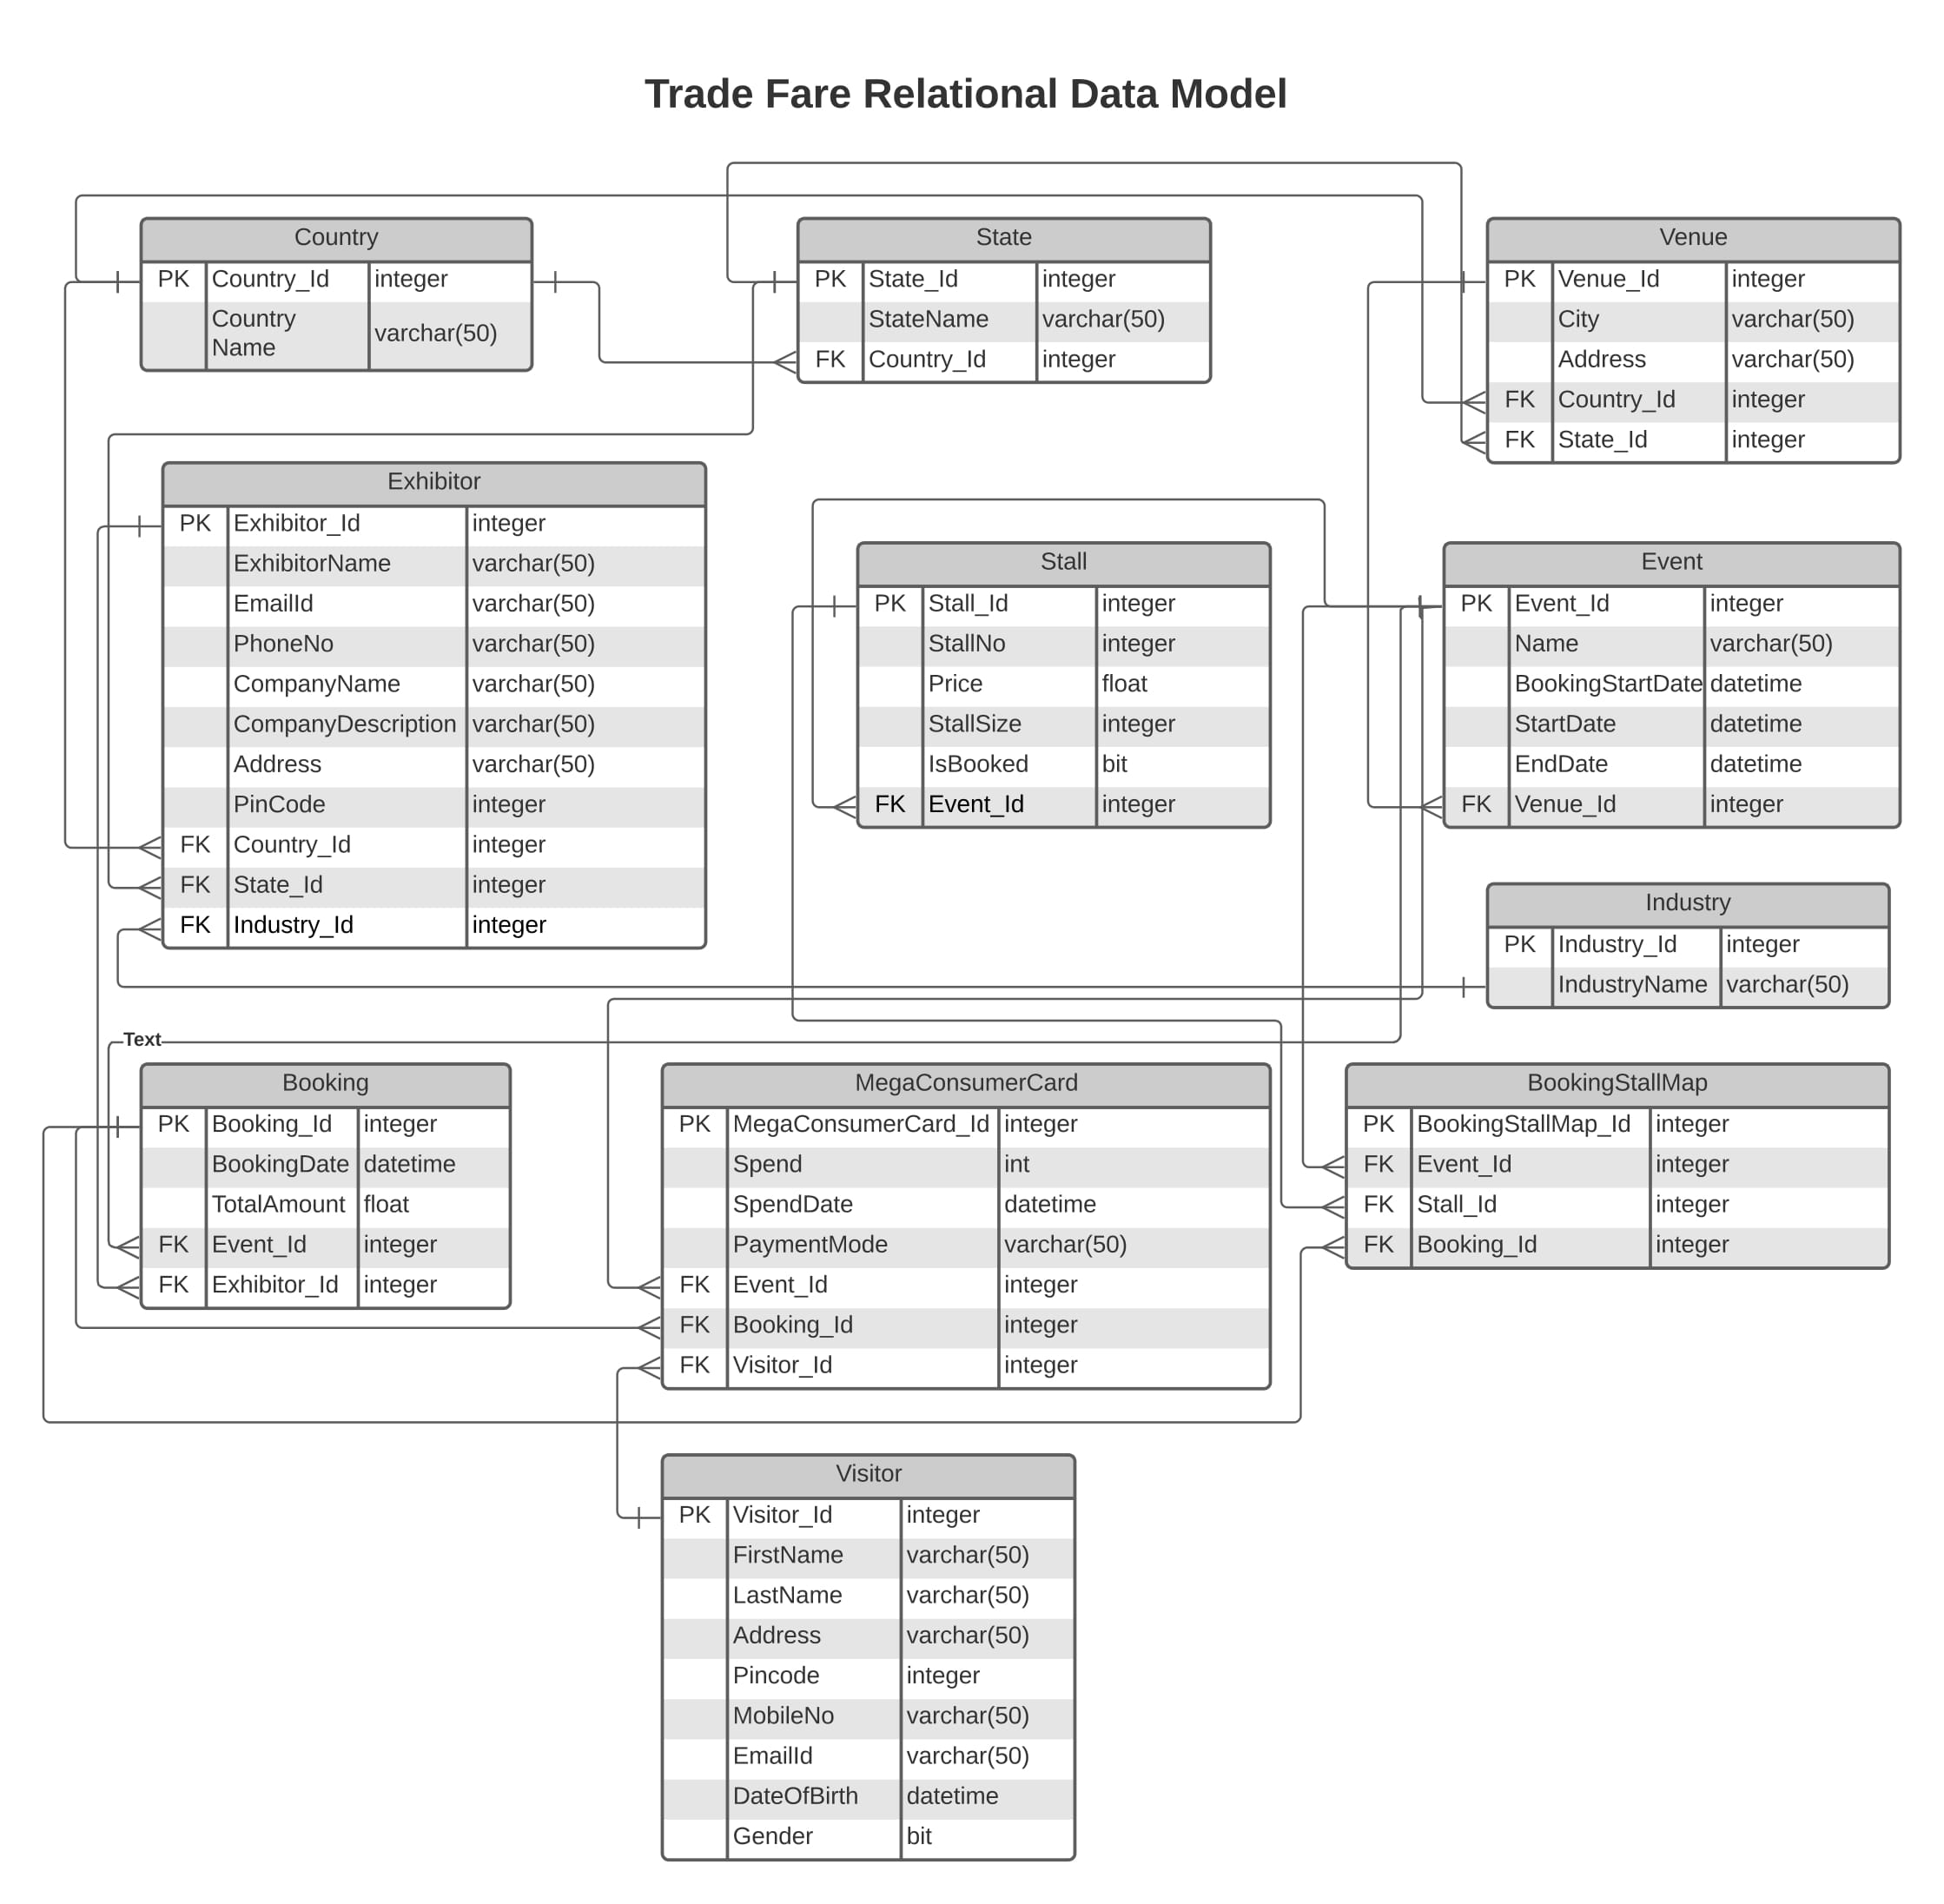 Trade Fare Relational Data Model
Country
PK Country_Id integer
Country
Name varchar(50)
State
PK State_Id integer
StateName varchar(50)
FK Country_Id integer
Venue
PK Venue_Id integer
City varchar(50)
Address varchar(50)
FK Country_Id integer
FK State_Id integer
Exhibitor
PK Exhibitor_Id integer
ExhibitorName varchar(50)
EmailId varchar(50)
PhoneNo varchar(50)
CompanyName varchar(50)
CompanyDescription varchar(50)
Address varchar(50)
PinCode integer
FK Country_Id integer
FK State_Id integer
FK Industry_Id integer
Stall
PK Stall_Id integer
StallNo integer
Price float
StallSize integer
IsBooked bit
FK Event_Id integer
Event
PK Event_Id integer
Name varchar(50)
BookingStartDate datetime
StartDate datetime
EndDate datetime
FK Venue_Id integer
Industry
PK Industry_Id integer
IndustryName varchar(50)
Text
Booking
PK Booking_Id integer
BookingDate datetime
TotalAmount float
FK Event_Id integer
FK Exhibitor_Id integer
MegaConsumerCard
PK MegaConsumerCard_Id integer
Spend int
SpendDate datetime
PaymentMode varchar(50)
FK Event_Id integer
FK Booking_Id integer
FK Visitor_Id integer
BookingStallMap
PK BookingStallMap_Id integer
FK Event_Id integer
FK Stall_Id integer
FK Booking_Id integer
Visitor
PK Visitor_Id integer
FirstName varchar(50)
LastName varchar(50)
Address varchar(50)
Pincode integer
MobileNo varchar(50)
EmailId varchar(50)
DateOfBirth datetime
Gender bit